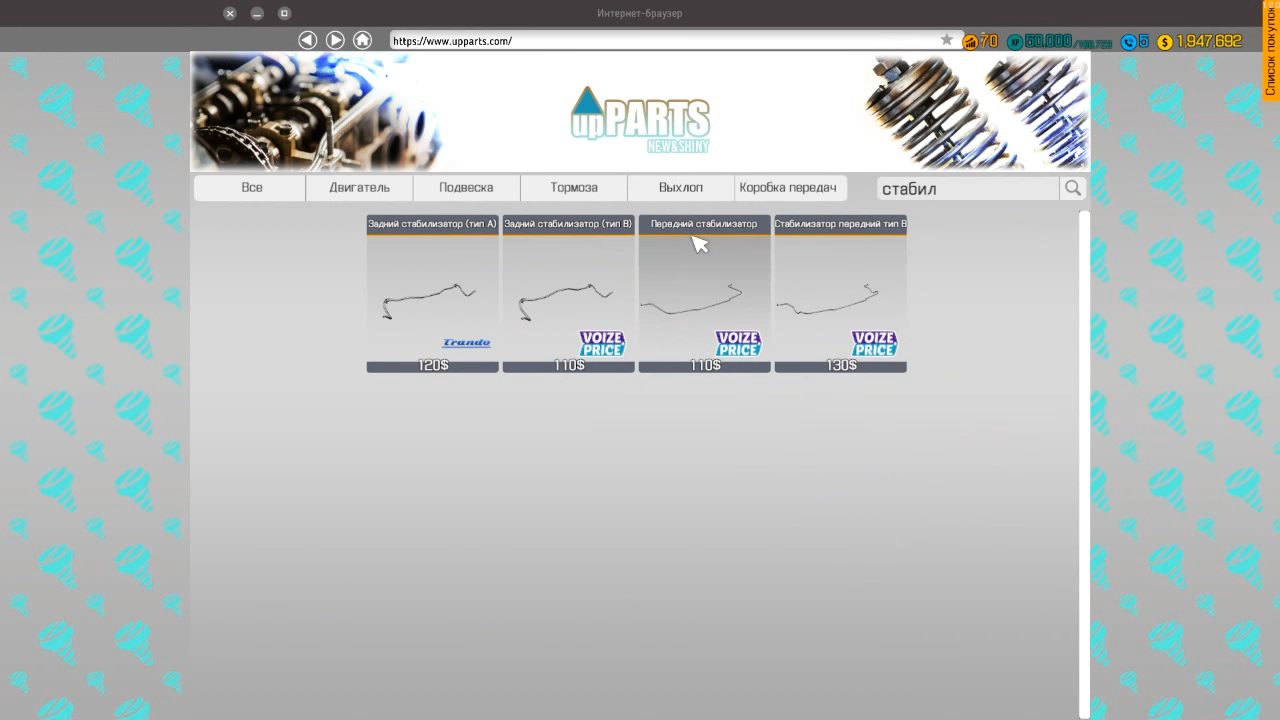 Интернет-браузер
https://www.upparts.com/
70
XP 50,000
5
$ 1,947,692
Список покупок
upPARTS
NEW&SHINY
Все
Двигатель
Подвеска
Тормоза
Выхлоп
Коробка передач
стабил
Задний стабилизатор (тип А)
Задний стабилизатор (тип B)
Передний стабилизатор
Стабилизатор передний тип B
Trando
VOIZE PRICE
VOIZE PRICE
VOIZE PRICE
120$
110$
110$
130$